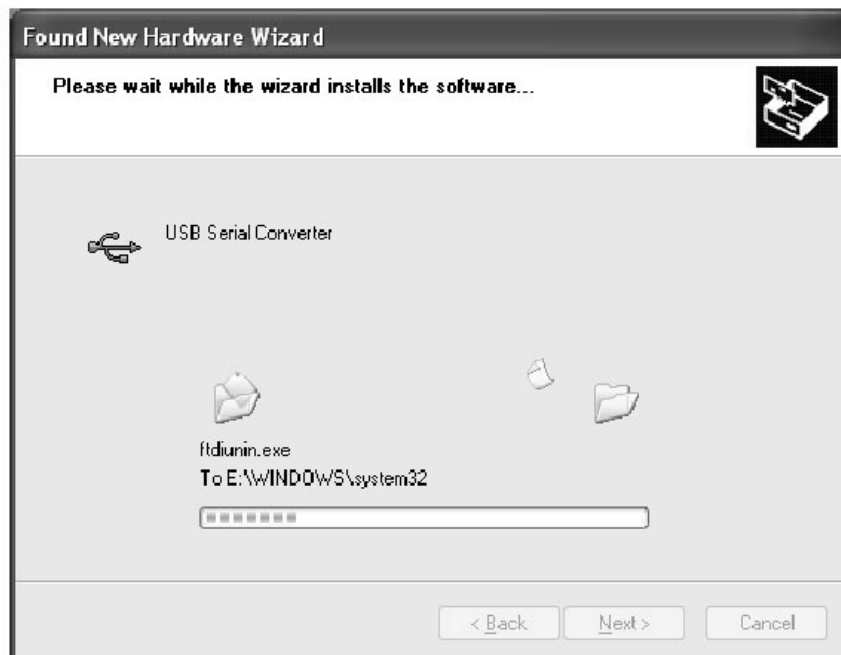 Found New Hardware Wizard
Please wait while the wizard installs the software...
USB Serial Converter
ftdiunin.exe
To E:\WINDOWS\system32
< Back Next > Cancel